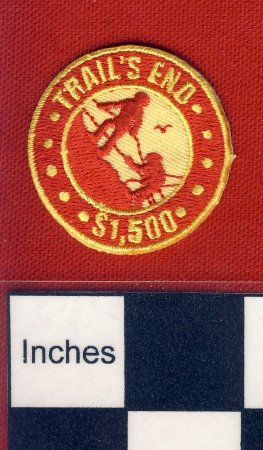 TRAIL'S END
$1,500
Inches